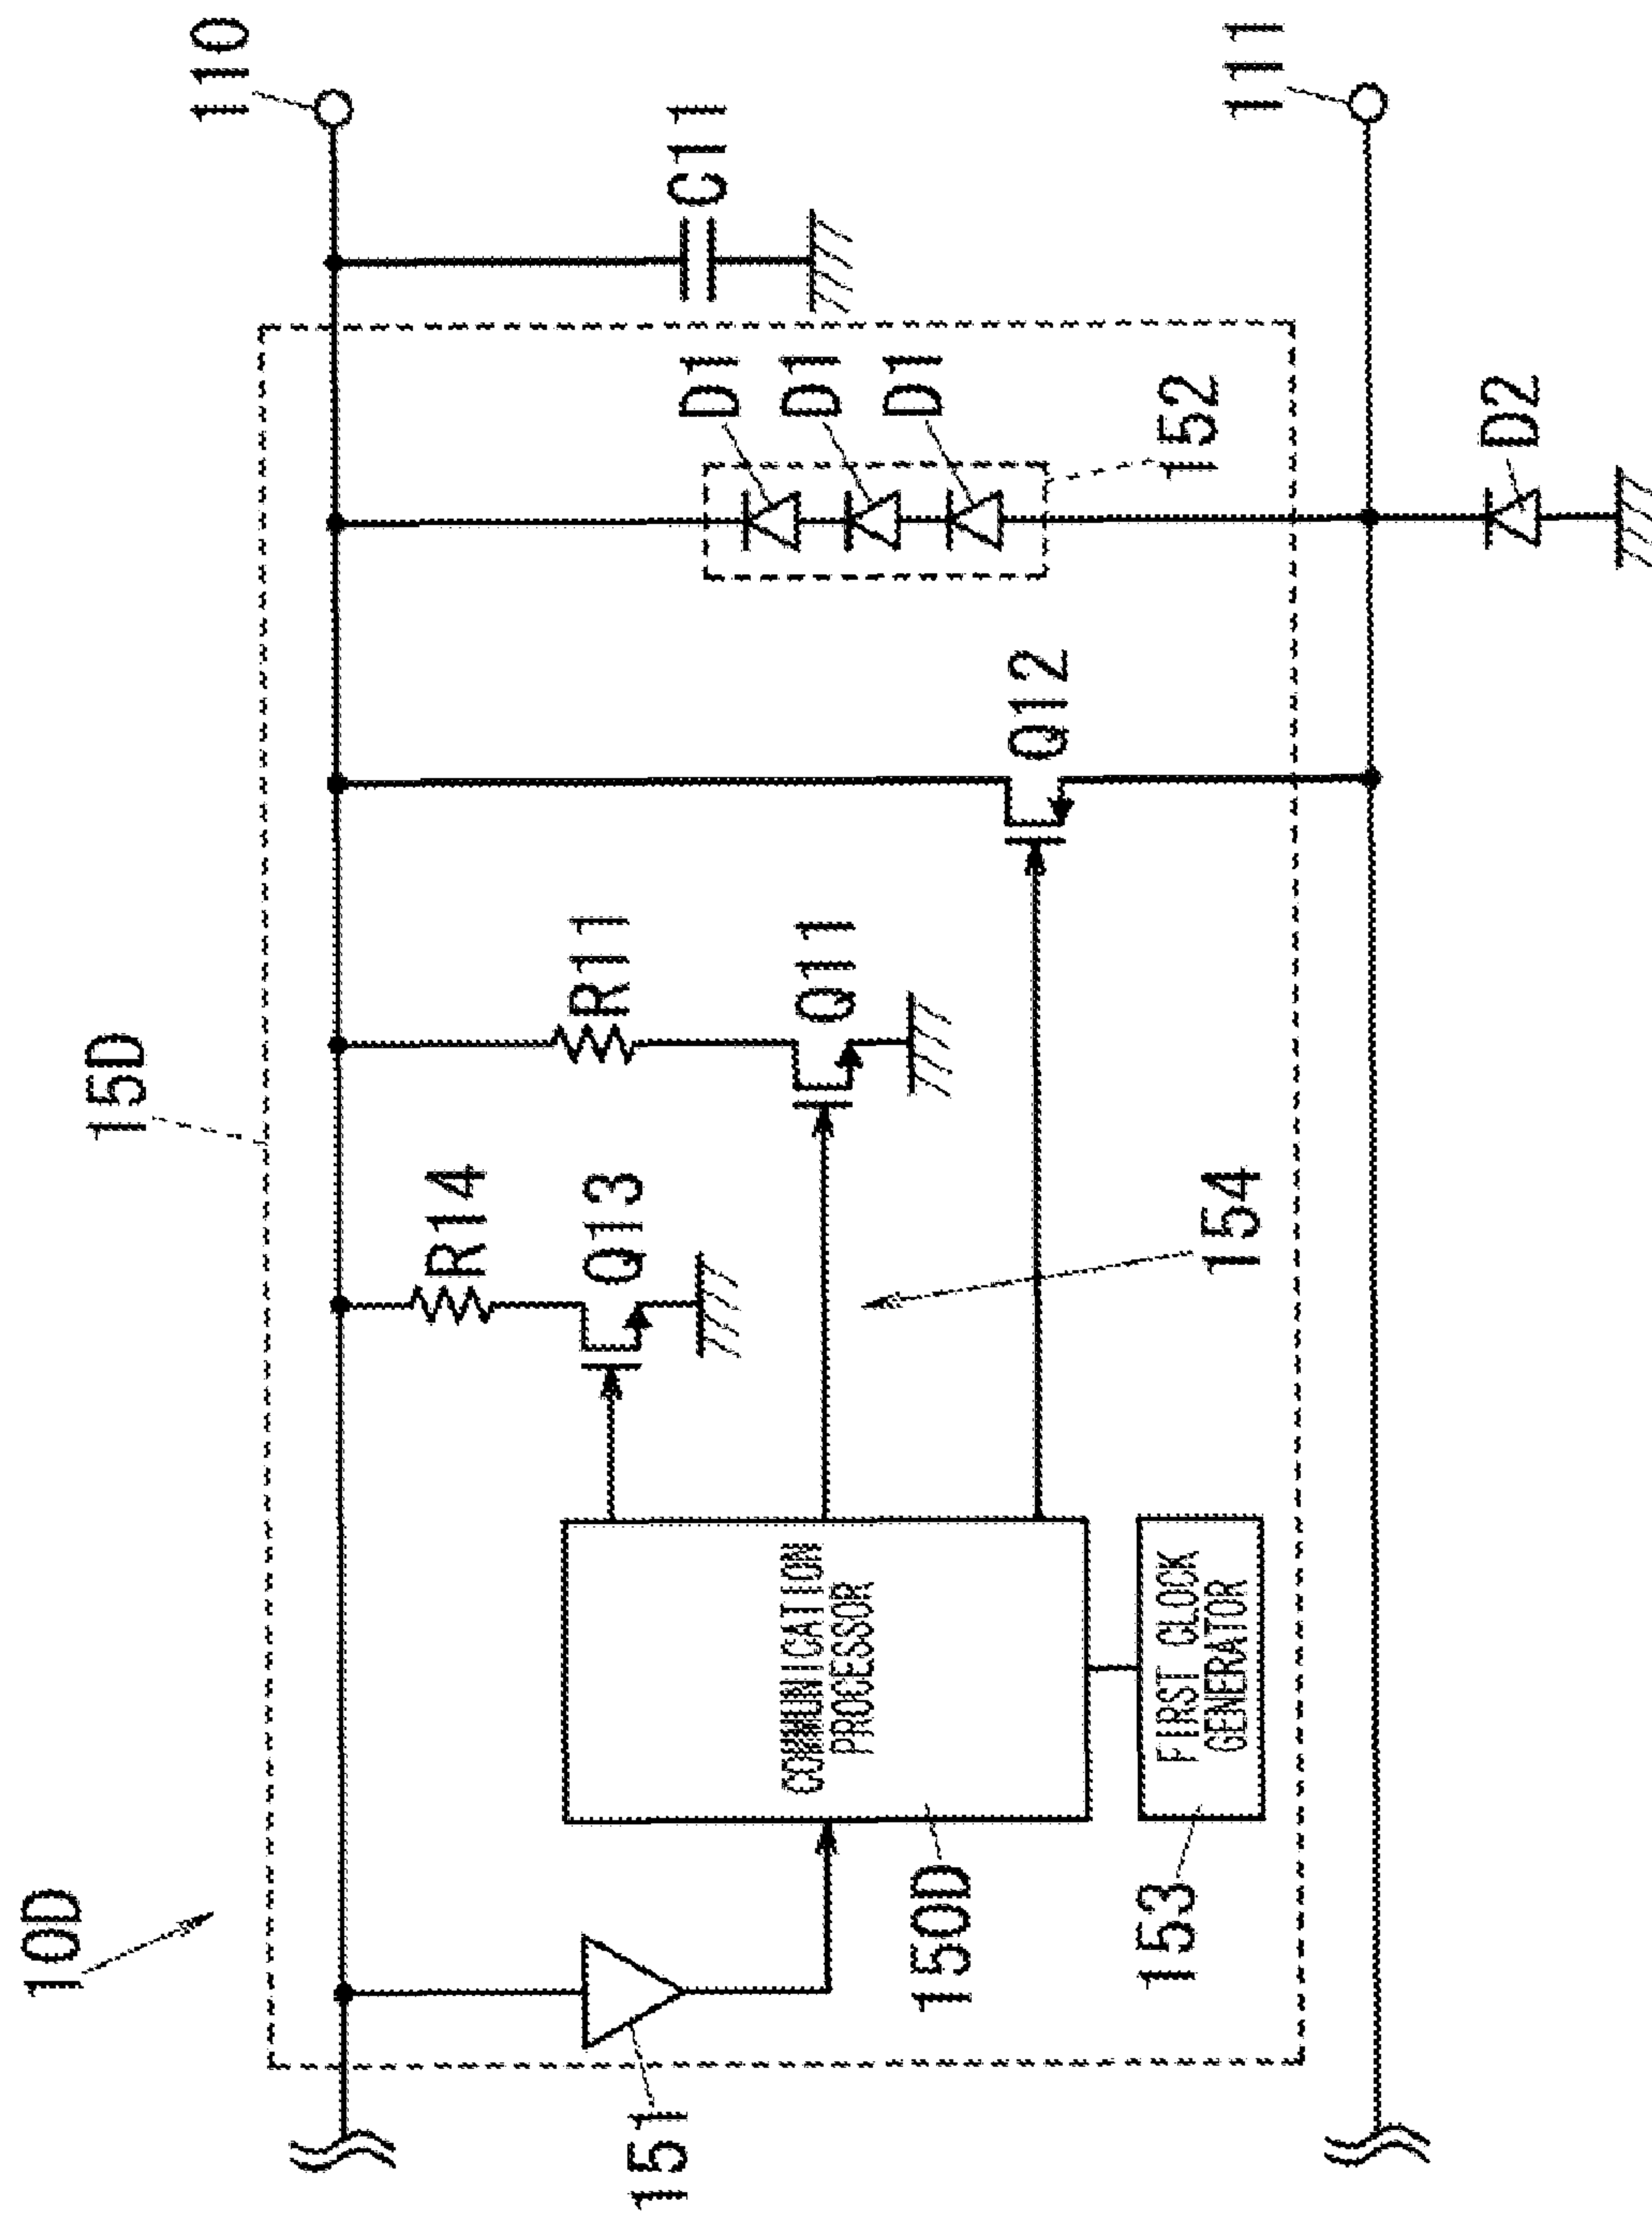 10D
15D
110
R14
R11
Q13
151
C11
D1
D1
D1
COMMUNICATION
PROCESSOR
Q11
150D
Q12
153
FIRST CLOCK
GENERATOR
152
154
111
D2